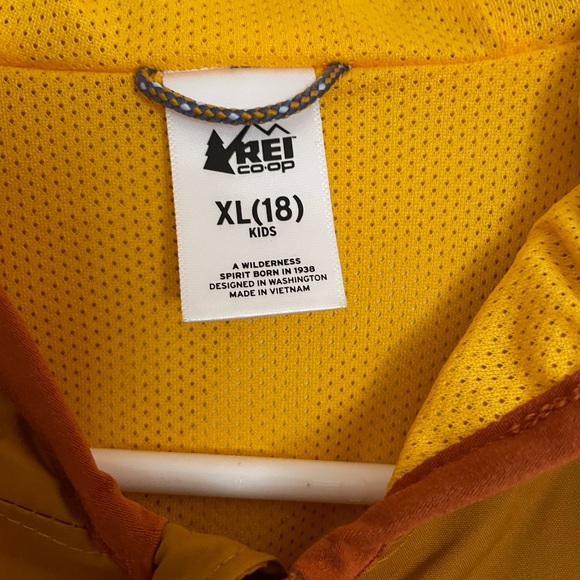 REI
CO·OP
XL(18)
KIDS
A WILDERNESS
SPIRIT BORN IN 1938
DESIGNED IN WASHINGTON
MADE IN VIETNAM